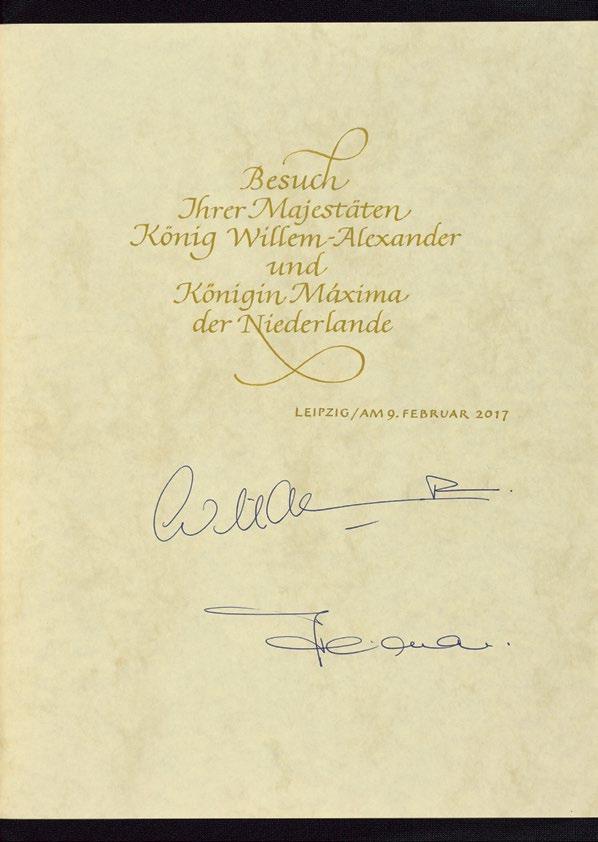 Besuch
Ihrer Majestäten
König Willem-Alexander
und
Königin Máxima
der Niederlande
LEIPZIG/AM 9. FEBRUAR 2017